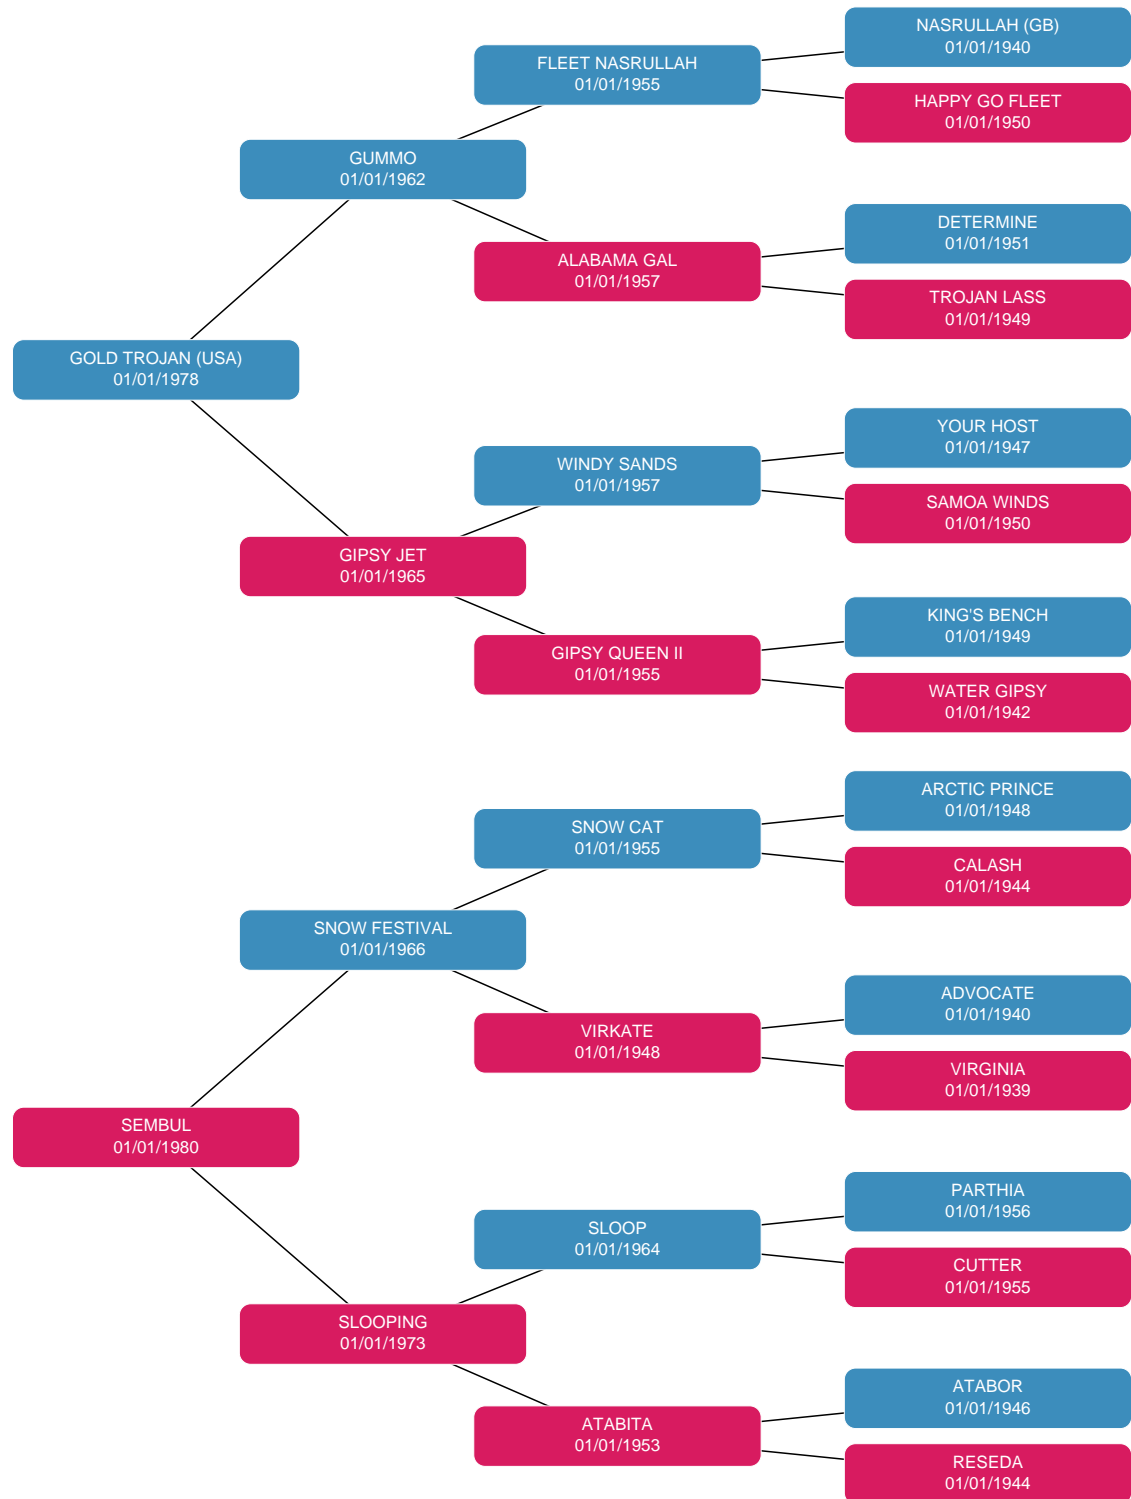 NASRULLAH (GB)
01/01/1940
FLEET NASRULLAH
01/01/1955
HAPPY GO FLEET
01/01/1950
GUMMO
01/01/1962
DETERMINE
01/01/1951
ALABAMA GAL
01/01/1957
TROJAN LASS
01/01/1949
GOLD TROJAN (USA)
01/01/1978
YOUR HOST
01/01/1947
WINDY SANDS
01/01/1957
SAMOA WINDS
01/01/1950
GIPSY JET
01/01/1965
KING'S BENCH
01/01/1949
GIPSY QUEEN II
01/01/1955
WATER GIPSY
01/01/1942
ARCTIC PRINCE
01/01/1948
SNOW CAT
01/01/1955
CALASH
01/01/1944
SNOW FESTIVAL
01/01/1966
ADVOCATE
01/01/1940
VIRKATE
01/01/1948
VIRGINIA
01/01/1939
SEMBUL
01/01/1980
PARTHIA
01/01/1956
SLOOP
01/01/1964
CUTTER
01/01/1955
SLOOPING
01/01/1973
ATABOR
01/01/1946
ATABITA
01/01/1953
RESEDA
01/01/1944